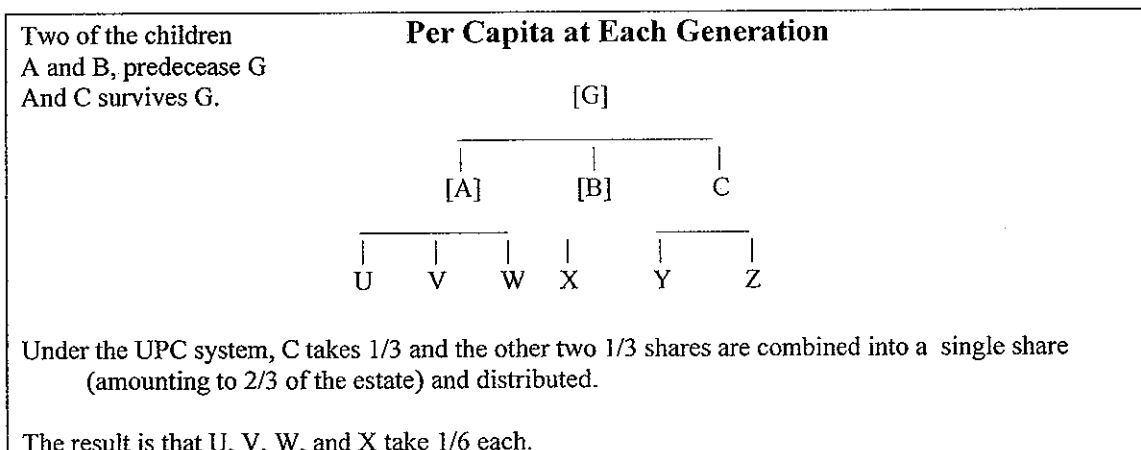 Two of the children
A and B, predecease G
And C survives G.
Per Capita at Each Generation
[G]
[A] [B] C
U V W X Y Z
Under the UPC system, C takes 1/3 and the other two 1/3 shares are combined into a single share
(amounting to 2/3 of the estate) and distributed.
The result is that U, V, W, and X take 1/6 each.